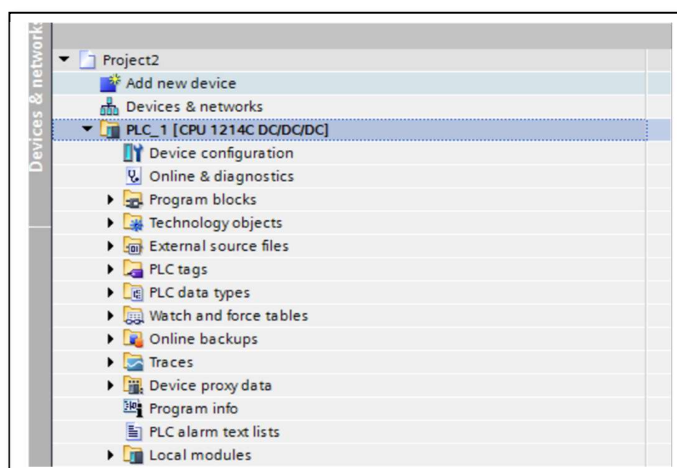 Devices & networks
Project2
Add new device
Devices & networks
PLC_1 [CPU 1214C DC/DC/DC]
Device configuration
Online & diagnostics
Program blocks
Technology objects
External source files
PLC tags
PLC data types
Watch and force tables
Online backups
Traces
Device proxy data
Program info
PLC alarm text lists
Local modules